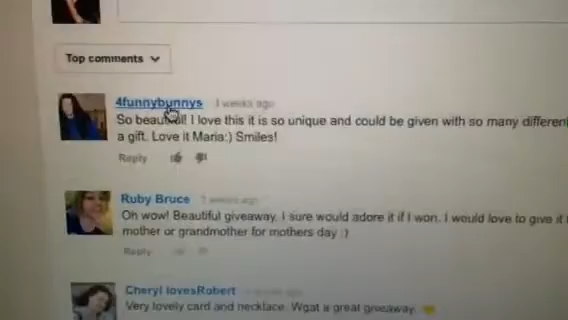 Top comments
4funnybunnys 3 weeks ago
So beautiful! I love this it is so unique and could be given with so many differen
a gift. Love it Maria:) Smiles!
Reply
Ruby Bruce weeks ago
Oh wow! Beautiful giveaway. I sure would adore it if I won. I would love to give it t
mother or grandmother for mothers day :)
Reply
Cheryl lovesRobert
Very lovely card and necklace. Wgat a great giveaway.